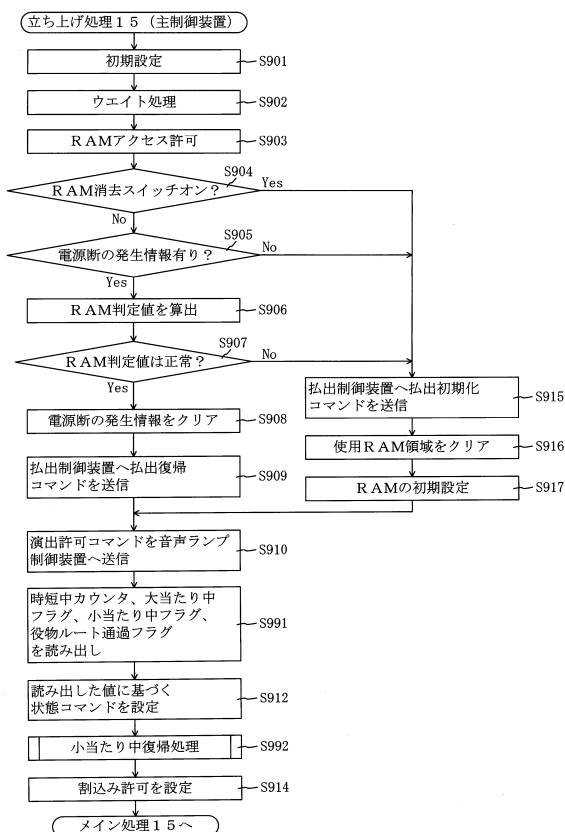 立ち上げ処理１５（主制御装置）
初期設定
S901
ウエイト処理
S902
ＲＡＭアクセス許可
S903
S904
ＲＡＭ消去スイッチオン？
Yes
No
S905
電源断の発生情報有り？
No
Yes
ＲＡＭ判定値を算出
S906
S907
ＲＡＭ判定値は正常？
No
Yes
電源断の発生情報をクリア
S908
払出制御装置へ払出復帰
コマンドを送信
S909
払出制御装置へ払出初期化
コマンドを送信
S915
使用ＲＡＭ領域をクリア
S916
ＲＡＭの初期設定
S917
演出許可コマンドを音声ランプ
制御装置へ送信
S910
時短中カウンタ、大当たり中
フラグ、小当たり中フラグ、
役物ルート通過フラグ
を読み出し
S991
読み出した値に基づく
状態コマンドを設定
S912
小当たり中復帰処理
S992
割込み許可を設定
S914
メイン処理１５へ